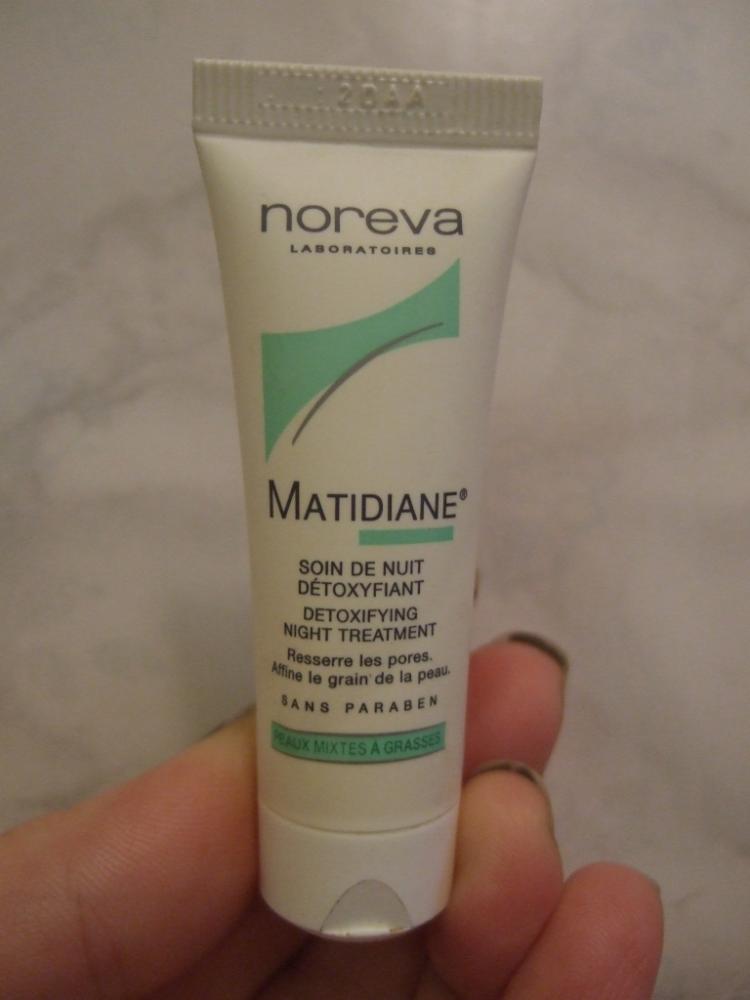 20AA
noreva
LABORATOIRES
MATIDIANE®
SOIN DE NUIT
DÉTOXYFIANT
DETOXIFYING
NIGHT TREATMENT
Resserre les pores.
Affine le grain de la peau.
SANS PARABEN
PEAUX MIXTES À GRASSES